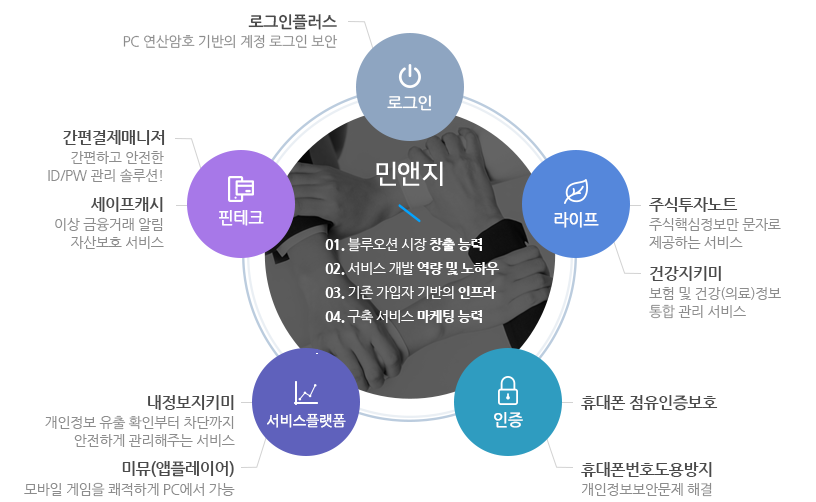 로그인플러스
PC 연산암호 기반의 계정 로그인 보안
로그인
간편결제매니저
간편하고 안전한
ID/PW 관리 솔루션!
세이프캐시
이상 금융거래 알림
자산보호 서비스
핀테크
민앤지
01. 블루오션 시장 창출 능력
02. 서비스 개발 역량 및 노하우
03. 기존 가입자 기반의 인프라
04. 구축 서비스 마케팅 능력
라이프
주식투자노트
주식핵심정보만 문자로
제공하는 서비스
건강지키미
보험 및 건강(의료)정보
통합 관리 서비스
내정보지키미
개인정보 유출 확인부터 차단까지
안전하게 관리해주는 서비스
미뮤(앱플레이어)
모바일 게임을 쾌적하게 PC에서 가능
서비스플랫폼
인증
휴대폰 점유인증보호
휴대폰번호도용방지
개인정보보안문제 해결